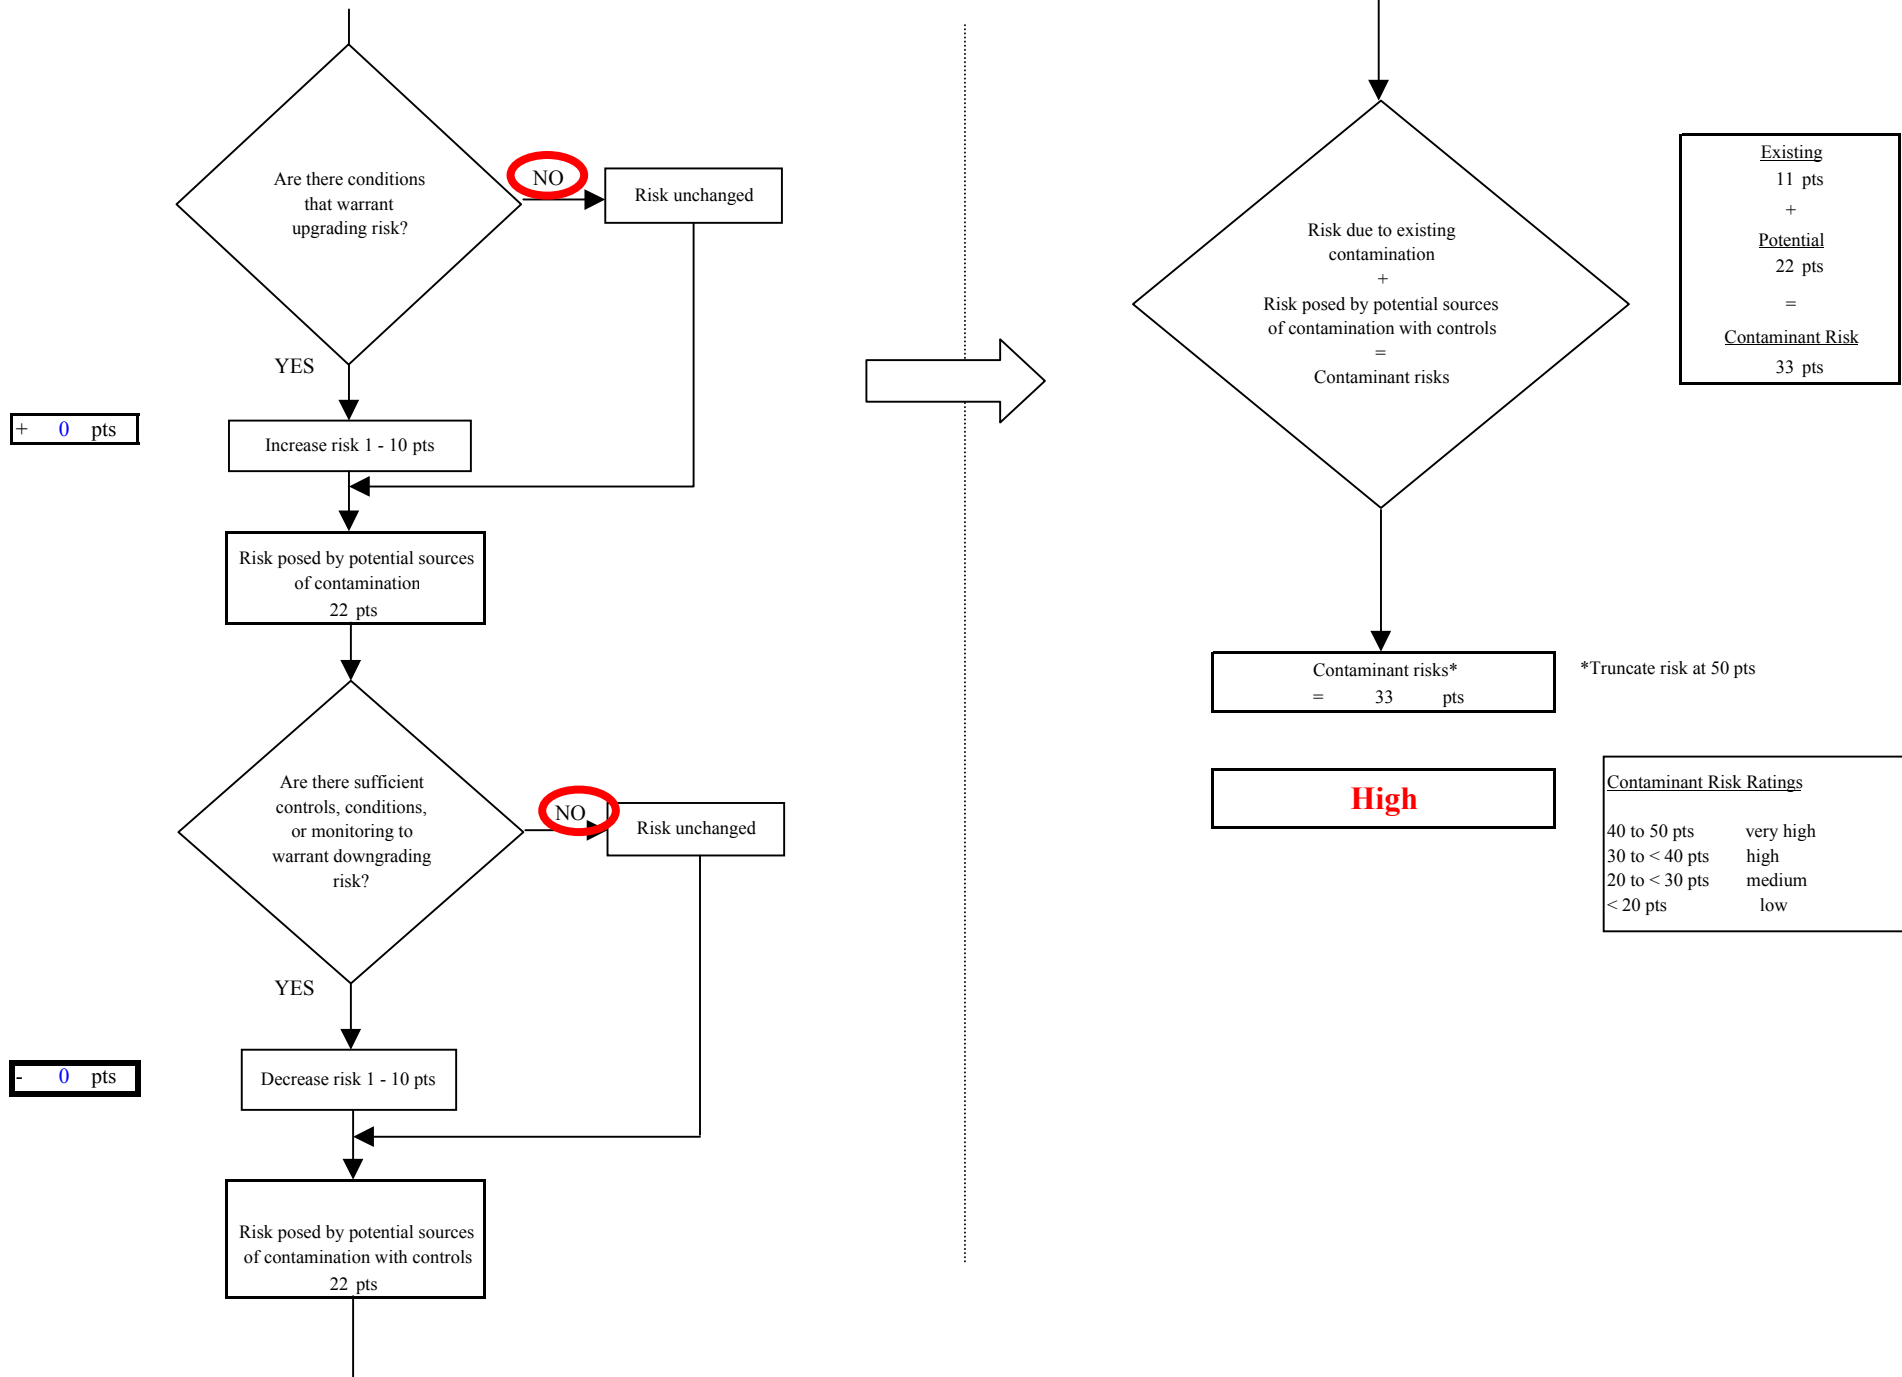 Are there conditions
that warrant
upgrading risk?
NO
Risk unchanged
YES
+ 0 pts
Increase risk 1 - 10 pts
Risk posed by potential sources
of contamination
22 pts
Are there sufficient
controls, conditions,
or monitoring to
warrant downgrading
risk?
NO
Risk unchanged
YES
- 0 pts
Decrease risk 1 - 10 pts
Risk posed by potential sources
of contamination with controls
22 pts
Risk due to existing
contamination
+
Risk posed by potential sources
of contamination with controls
=
Contaminant risks
Existing
11 pts
+
Potential
22 pts
=
Contaminant Risk
33 pts
Contaminant risks*
= 33 pts
*Truncate risk at 50 pts
High
Contaminant Risk Ratings
40 to 50 pts very high
30 to < 40 pts high
20 to < 30 pts medium
< 20 pts low